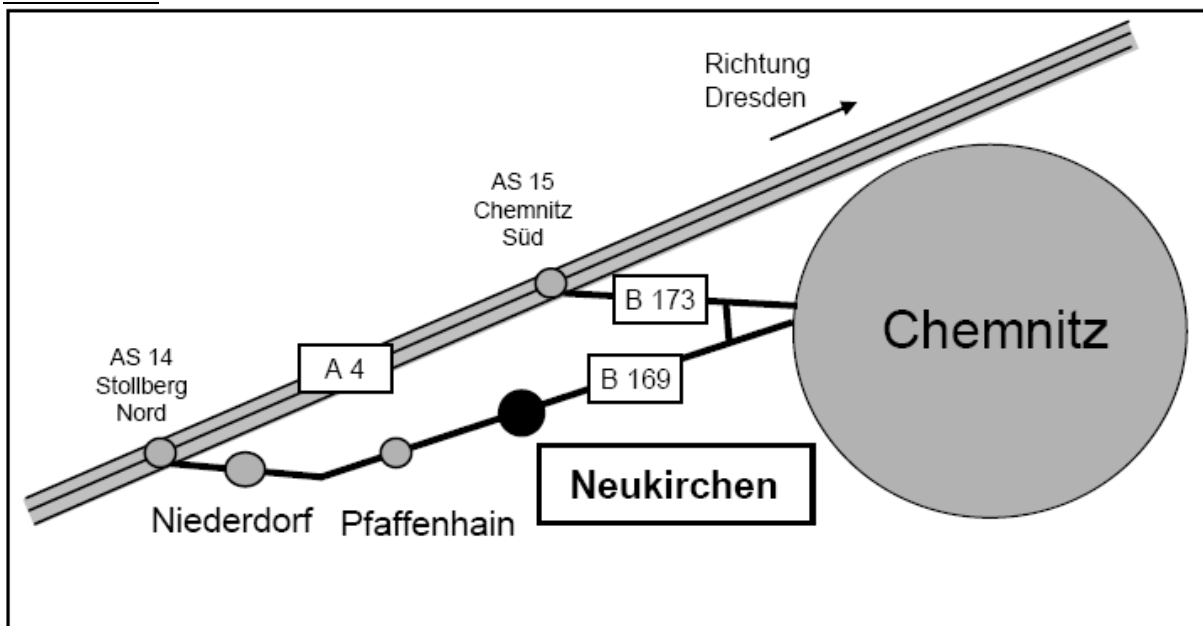 Richtung
Dresden
AS 15
Chemnitz
Süd
B 173
Chemnitz
AS 14
Stollberg
Nord
A 4
B 169
Neukirchen
Niederdorf
Pfaffenhain